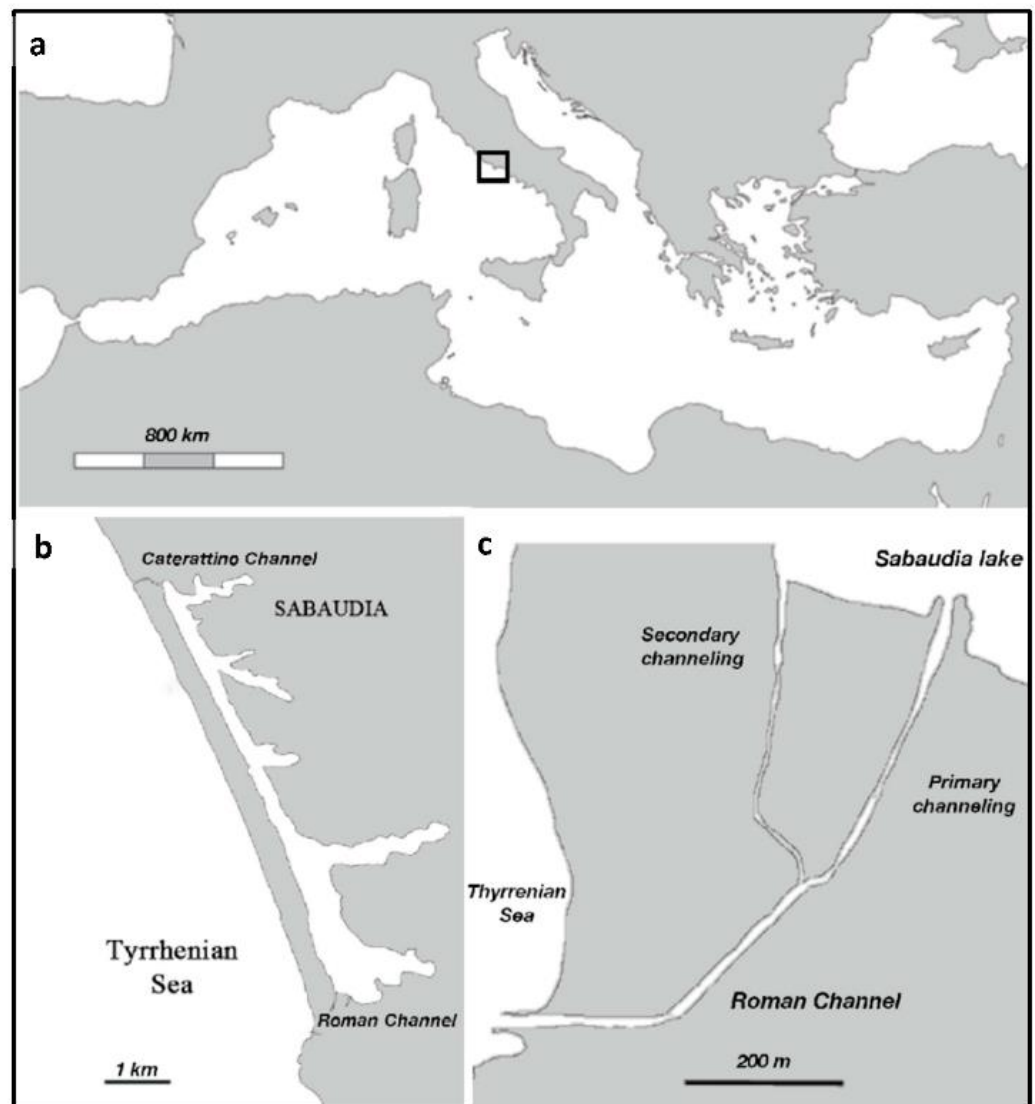 a
800 km
b
Caterattino Channel
SABAUDIA
Tyrrhenian
Sea
Roman Channel
1 km
c
Sabaudia lake
Secondary
channeling
Primary
channeling
Thyrrenian
Sea
Roman Channel
200 m